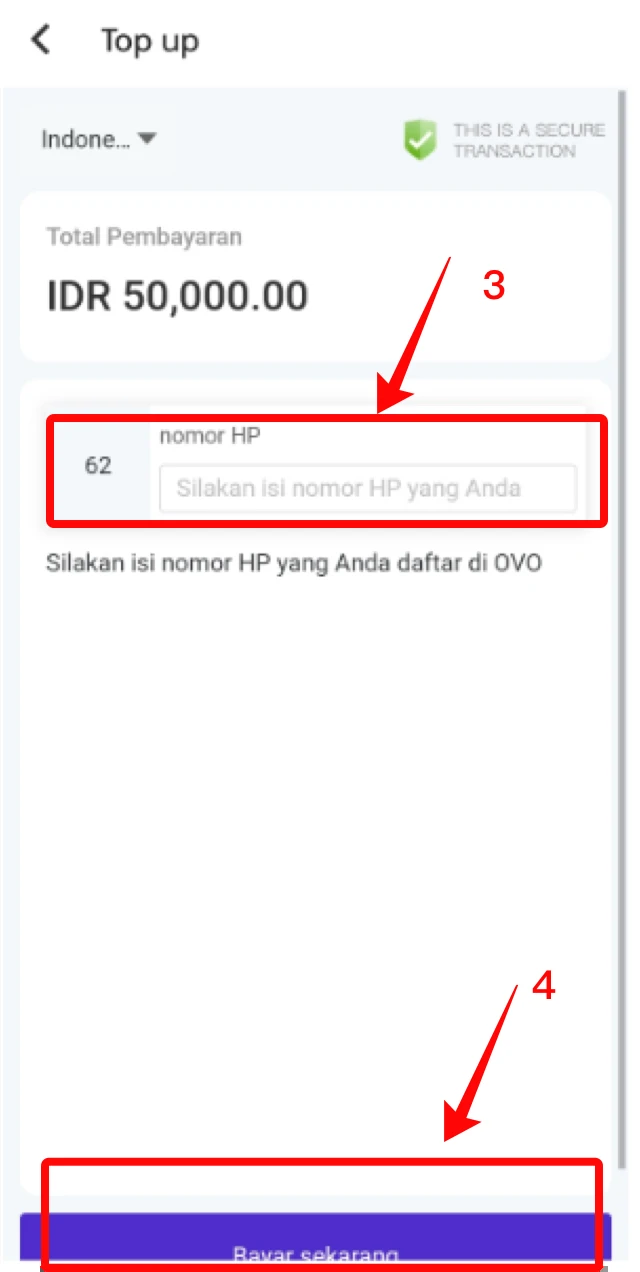 Top up
Indone...
THIS IS A SECURE
TRANSACTION
Total Pembayaran
IDR 50,000.00
3
nomor HP
62
Silakan isi nomor HP yang Anda
Silakan isi nomor HP yang Anda daftar di OVO
4
Bayar sekarang